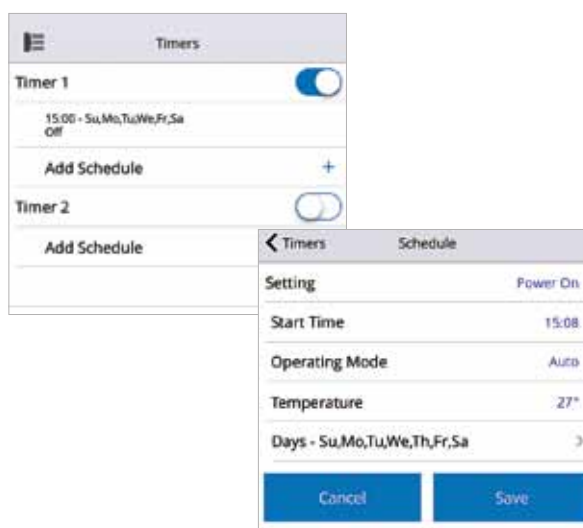 Timers
Timer 1
15:00 - Su,Mo,Tu,We,Fr,Sa
Off
Add Schedule +
Timer 2
Add Schedule
Timers Schedule
Setting Power On
Start Time 15:08
Operating Mode Auto
Temperature 27°
Days - Su,Mo,Tu,We,Th,Fr,Sa
Cancel Save